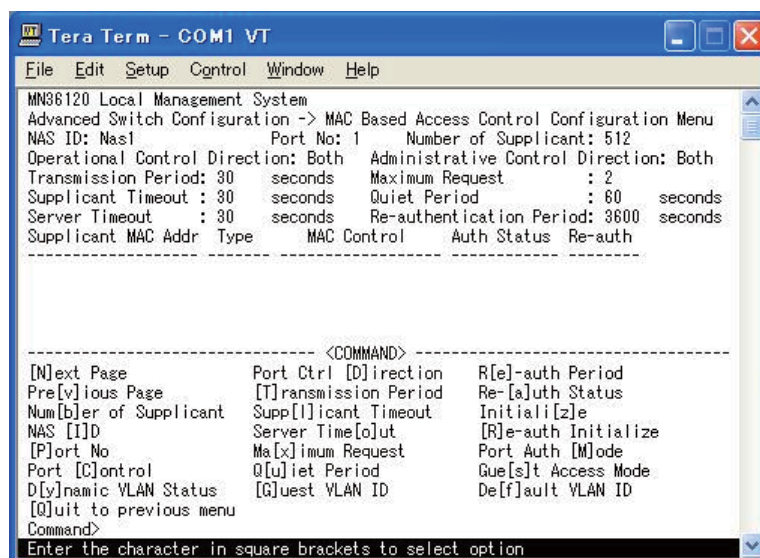 Tera Term - COM1 VT
File Edit Setup Control Window Help
MN36120 Local Management System
Advanced Switch Configuration -> MAC Based Access Control Configuration Menu
NAS ID: Nas1 Port No: 1 Number of Supplicant: 512
Operational Control Direction: Both Administrative Control Direction: Both
Transmission Period: 30 seconds Maximum Request : 2
Supplicant Timeout : 30 seconds Quiet Period : 60 seconds
Server Timeout : 30 seconds Re-authentication Period: 3600 seconds
Supplicant MAC Addr Type MAC Control Auth Status Re-auth
------------------- ------- ------------------ ------------ --------
-------------------------------- <COMMAND> -----------------------------------
[N]ext Page Port Ctrl [D]irection R[e]-auth Period
Pre[v]ious Page [T]ransmission Period Re-[a]uth Status
Num[b]er of Supplicant Supp[l]icant Timeout Initiali[z]e
NAS [I]D Server Time[o]ut [R]e-auth Initialize
[P]ort No Ma[x]imum Request Port Auth [M]ode
Port [C]ontrol Q[u]iet Period Gue[s]t Access Mode
D[y]namic VLAN Status [G]uest VLAN ID De[f]ault VLAN ID
[Q]uit to previous menu
Command>
Enter the character in square brackets to select option